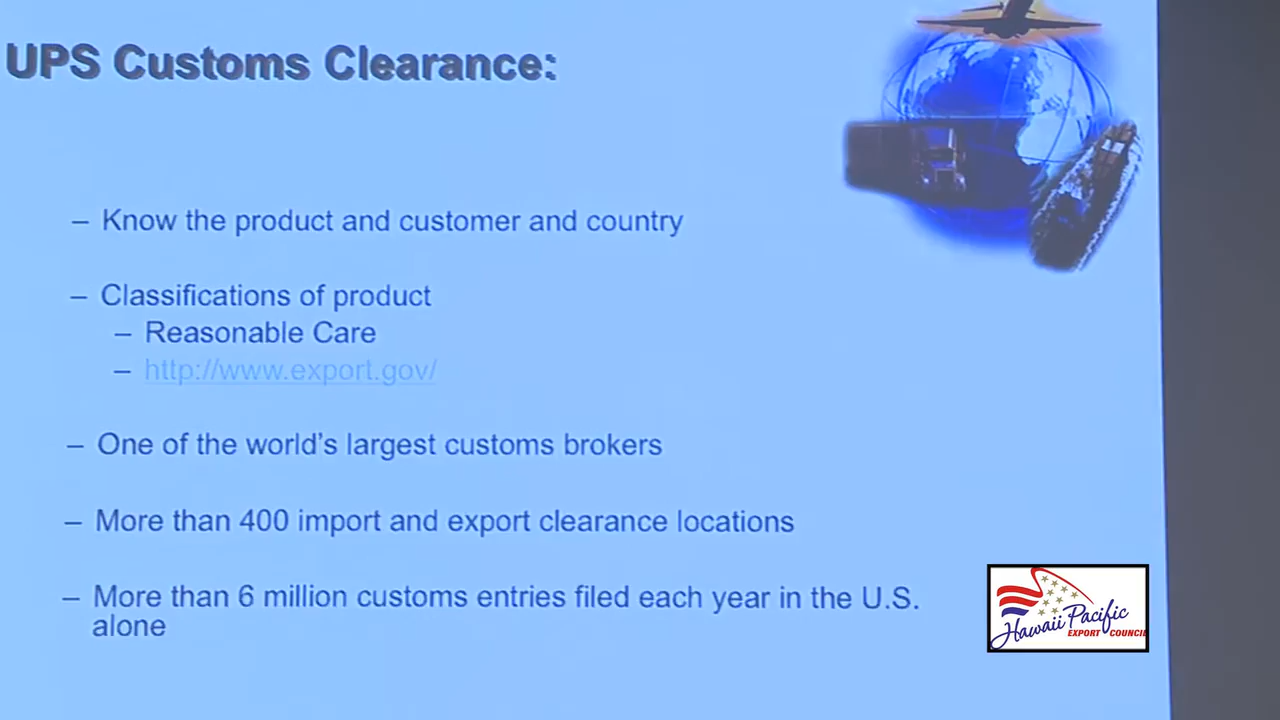 UPS Customs Clearance:
– Know the product and customer and country
– Classifications of product
– Reasonable Care
– http://www.export.gov/
– One of the world's largest customs brokers
– More than 400 import and export clearance locations
– More than 6 million customs entries filed each year in the U.S.
alone
Hawaii Pacific
EXPORT COUNCIL